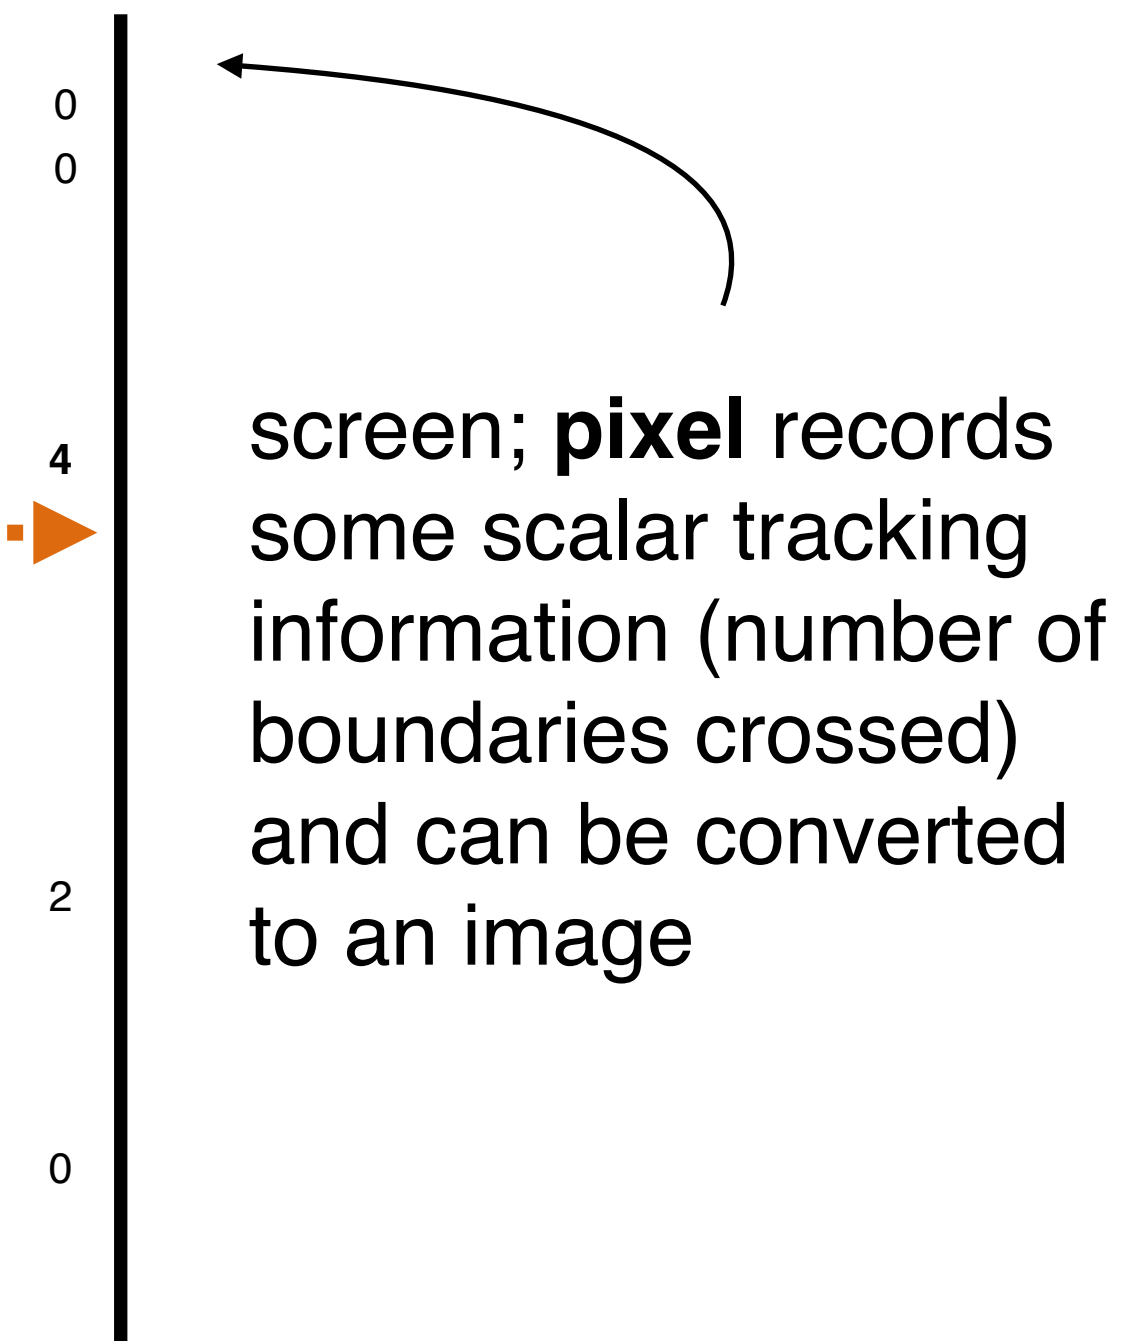 0
0
4
screen; pixel records
some scalar tracking
information (number of
boundaries crossed)
and can be converted
to an image
2
0